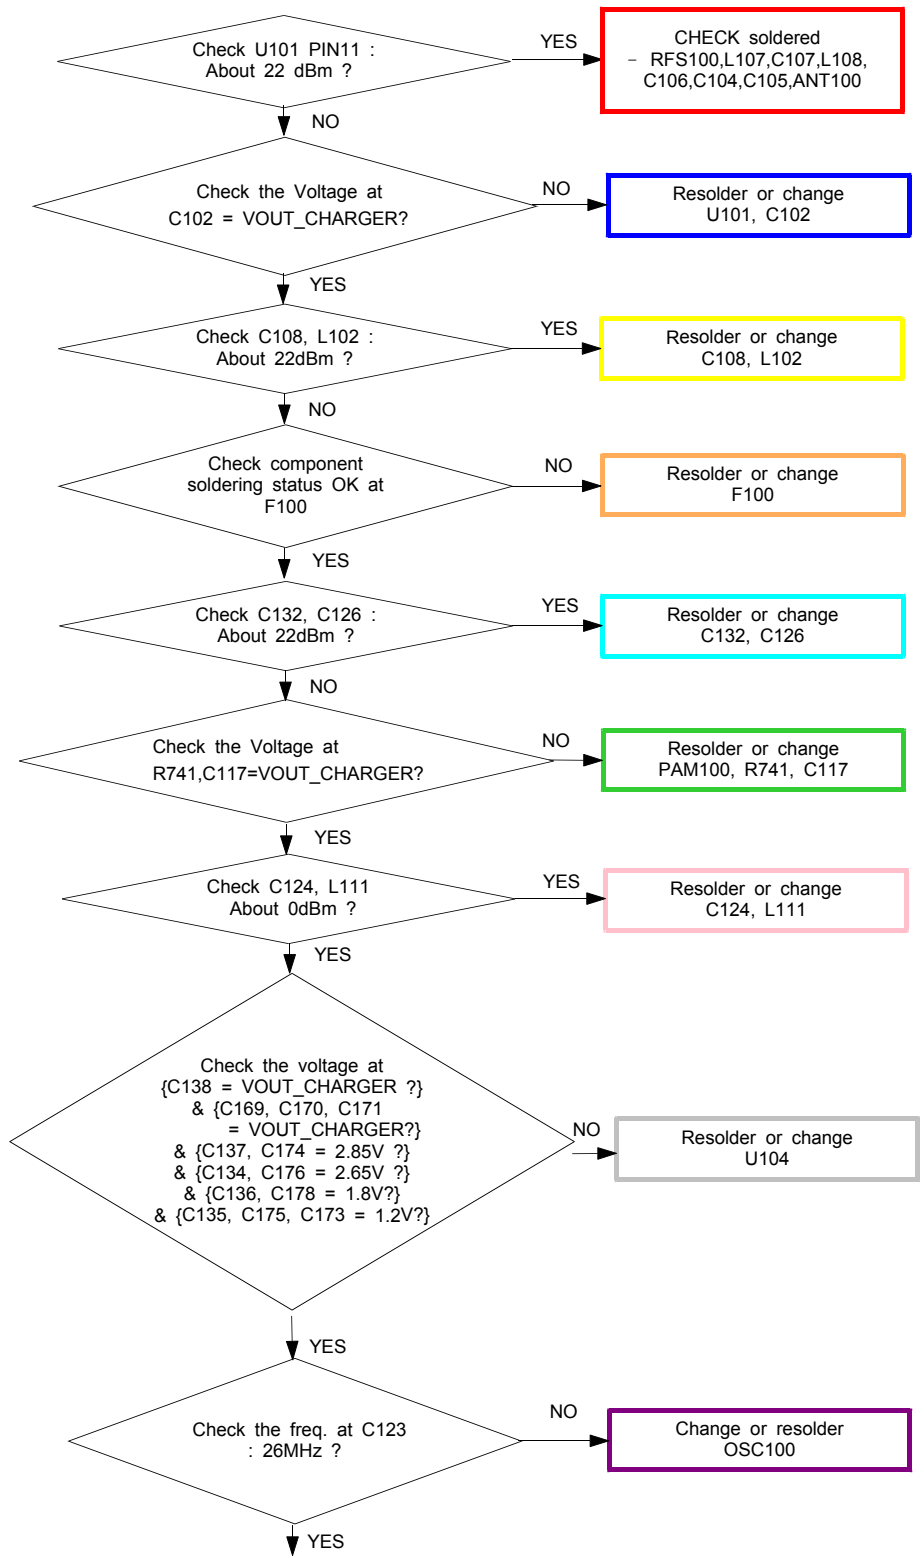 Check U101 PIN11 :
About 22 dBm ?
YES
CHECK soldered
- RFS100,L107,C107,L108,
C106,C104,C105,ANT100
NO
Check the Voltage at
C102 = VOUT_CHARGER?
NO
Resolder or change
U101, C102
YES
Check C108, L102 :
About 22dBm ?
YES
Resolder or change
C108, L102
NO
Check component
soldering status OK at
F100
NO
Resolder or change
F100
YES
Check C132, C126 :
About 22dBm ?
YES
Resolder or change
C132, C126
NO
Check the Voltage at
R741,C117=VOUT_CHARGER?
NO
Resolder or change
PAM100, R741, C117
YES
Check C124, L111
About 0dBm ?
YES
Resolder or change
C124, L111
YES
Check the voltage at
{C138 = VOUT_CHARGER ?}
& {C169, C170, C171
= VOUT_CHARGER?}
& {C137, C174 = 2.85V ?}
& {C134, C176 = 2.65V ?}
& {C136, C178 = 1.8V?}
& {C135, C175, C173 = 1.2V?}
NO
Resolder or change
U104
YES
Check the freq. at C123
: 26MHz ?
NO
Change or resolder
OSC100
YES